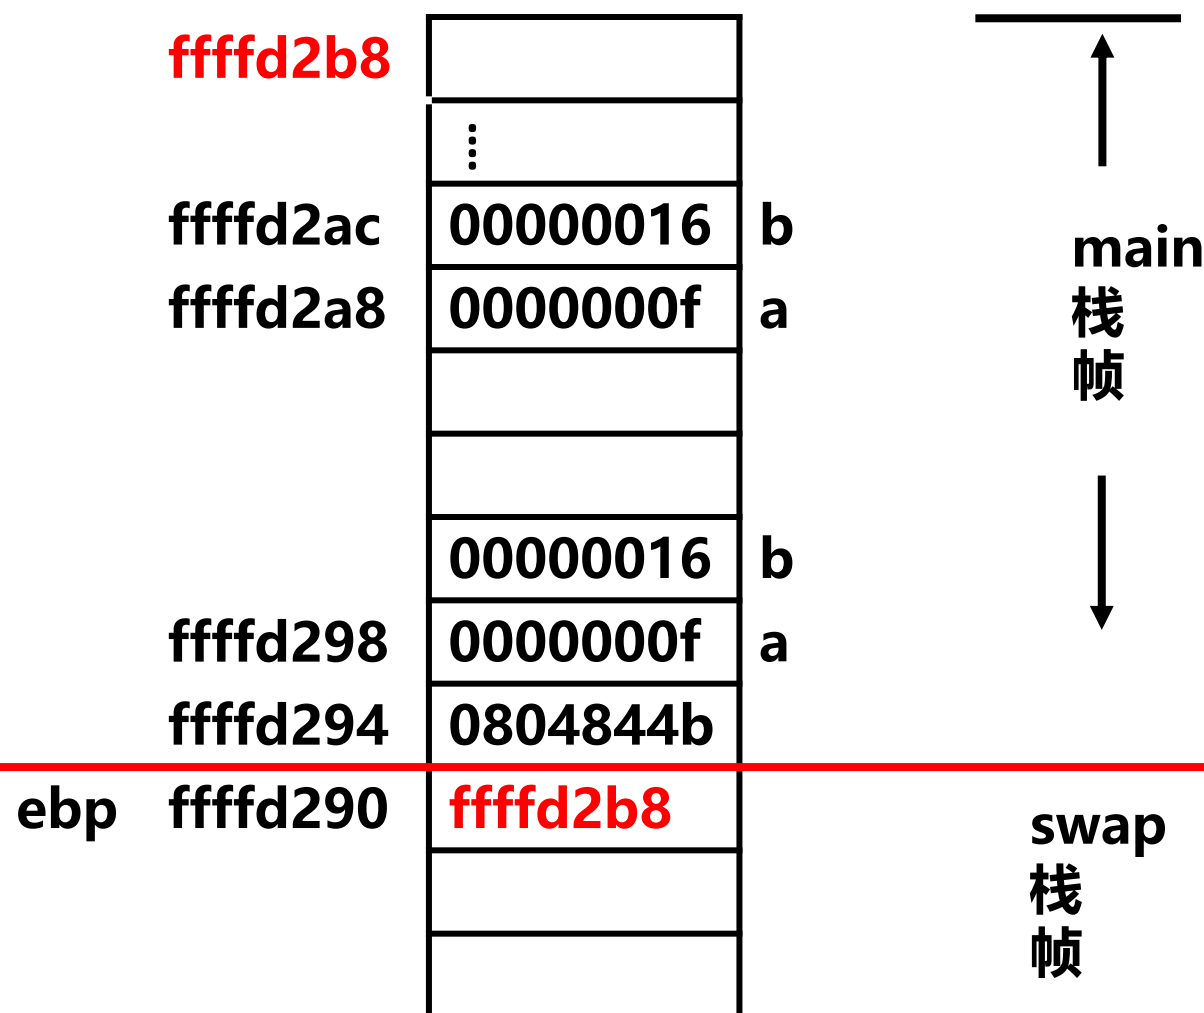 ffffd2b8
⋮
ffffd2ac 00000016 b
ffffd2a8 0000000f a
main
栈
帧
00000016 b
ffffd298 0000000f a
ffffd294 0804844b
ebp ffffd290 ffffd2b8
swap
栈
帧